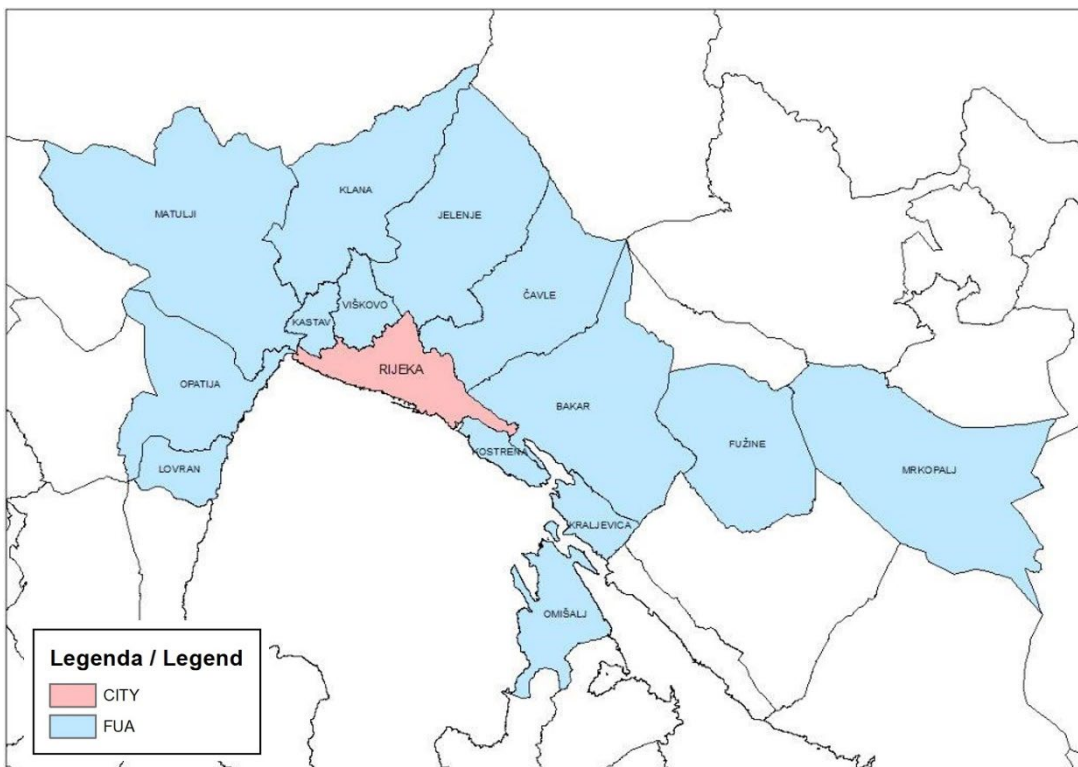 KLANA
MATULJI
JELENJE
ČAVLE
VIŠKOVO
KASTAV
RIJEKA
OPATIJA
BAKAR
FUŽINE
KOSTRENA
LOVRAN
MRKOPALJ
KRALJEVICA
OMIŠALJ
Legenda / Legend
CITY
FUA